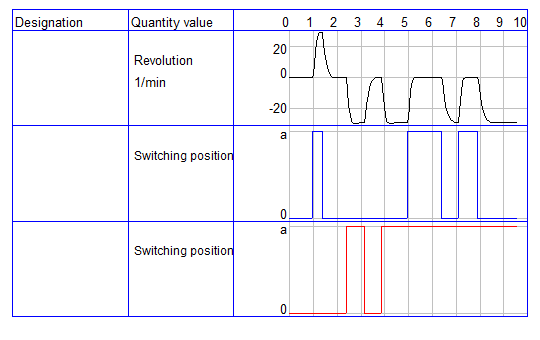 Designation Quantity value 0 1 2 3 4 5 6 7 8 9 10
Revolution
1/min
20
0
-20
Switching position
a
0
Switching position
a
0